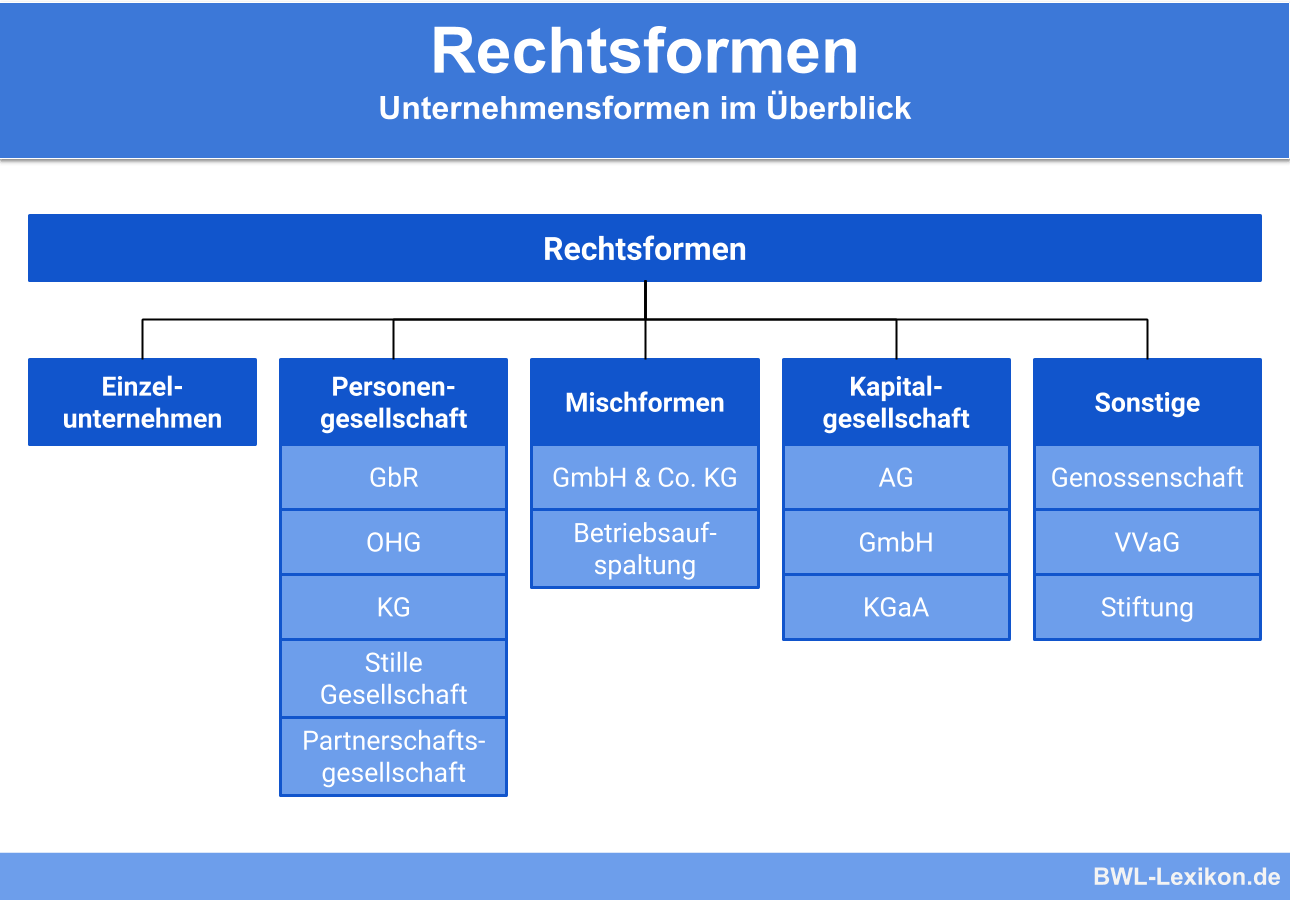 Rechtsformen
Unternehmensformen im Überblick
Rechtsformen
Einzel-
unternehmen
Personen-
gesellschaft
GbR
OHG
KG
Stille
Gesellschaft
Partnerschafts-
gesellschaft
Mischformen
GmbH & Co. KG
Betriebsauf-
spaltung
Kapital-
gesellschaft
AG
GmbH
KGaA
Sonstige
Genossenschaft
VVaG
Stiftung
BWL-Lexikon.de